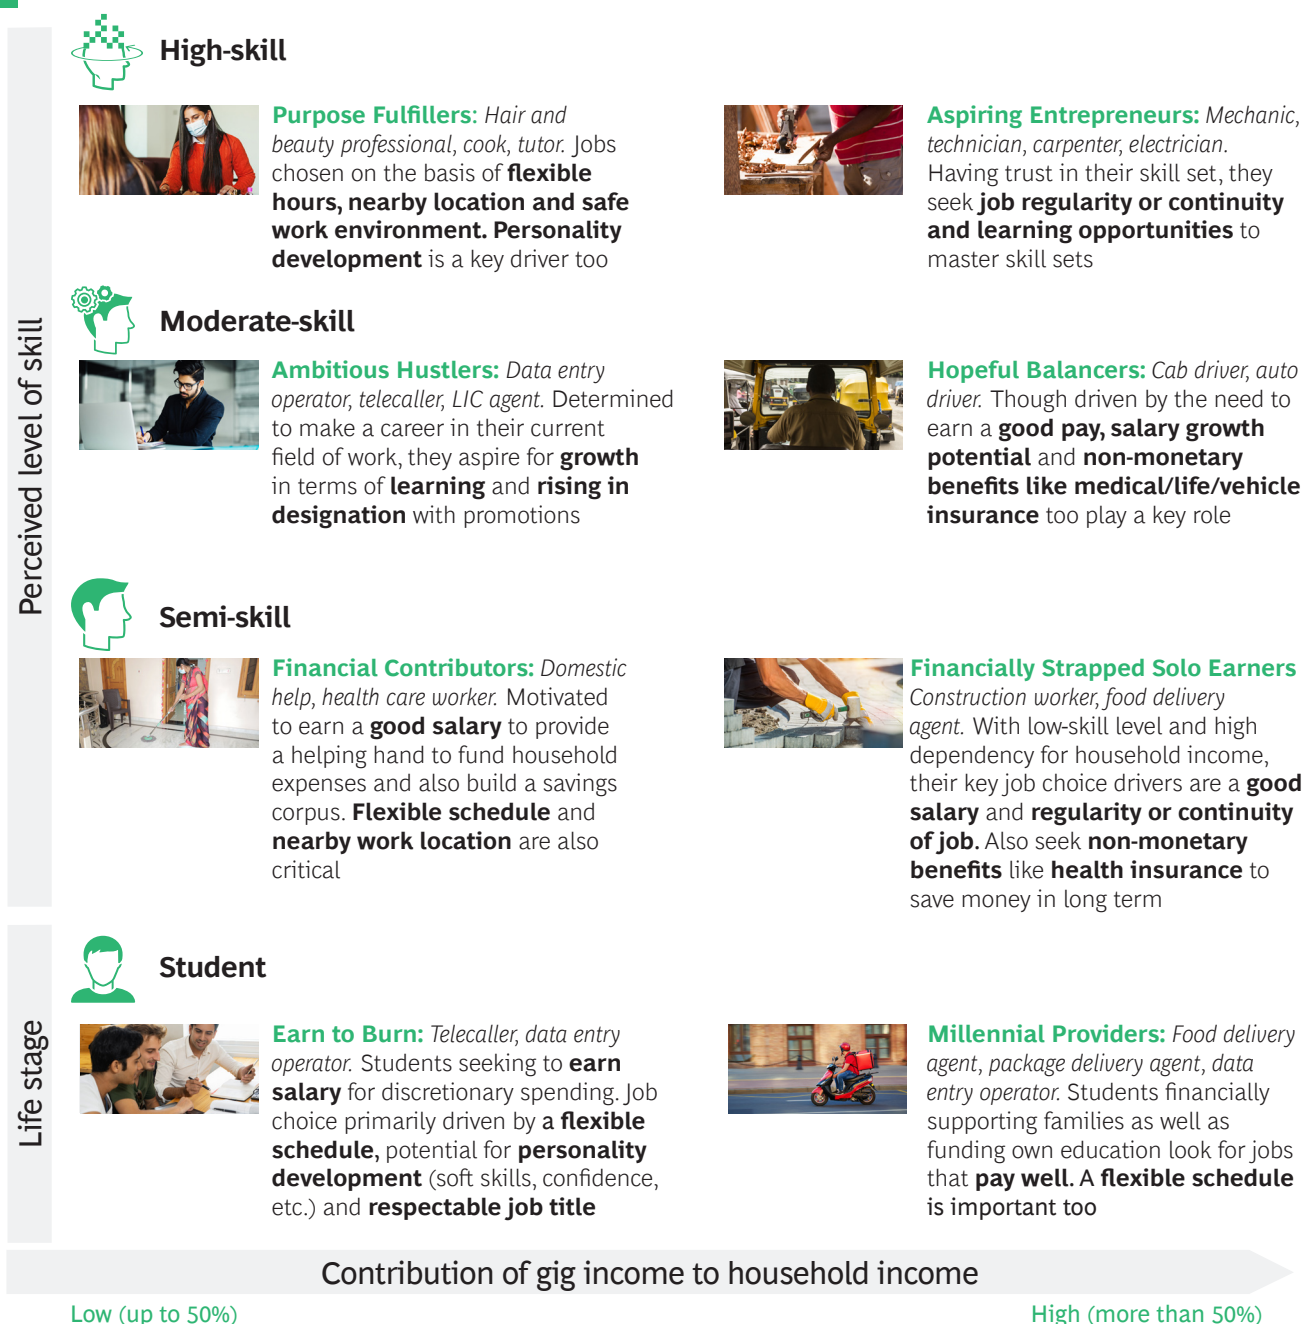 High-skill
Purpose Fulfillers: Hair and
beauty professional, cook, tutor. Jobs
chosen on the basis of flexible
hours, nearby location and safe
work environment. Personality
development is a key driver too
Aspiring Entrepreneurs: Mechanic,
technician, carpenter, electrician.
Having trust in their skill set, they
seek job regularity or continuity
and learning opportunities to
master skill sets
Perceived level of skill
Moderate-skill
Ambitious Hustlers: Data entry
operator, telecaller, LIC agent. Determined
to make a career in their current
field of work, they aspire for growth
in terms of learning and rising in
designation with promotions
Hopeful Balancers: Cab driver, auto
driver. Though driven by the need to
earn a good pay, salary growth
potential and non-monetary
benefits like medical/life/vehicle
insurance too play a key role
Semi-skill
Financial Contributors: Domestic
help, health care worker. Motivated
to earn a good salary to provide
a helping hand to fund household
expenses and also build a savings
corpus. Flexible schedule and
nearby work location are also
critical
Financially Strapped Solo Earners
Construction worker, food delivery
agent. With low-skill level and high
dependency for household income,
their key job choice drivers are a good
salary and regularity or continuity
of job. Also seek non-monetary
benefits like health insurance to
save money in long term
Life stage
Student
Earn to Burn: Telecaller, data entry
operator. Students seeking to earn
salary for discretionary spending. Job
choice primarily driven by a flexible
schedule, potential for personality
development (soft skills, confidence,
etc.) and respectable job title
Millennial Providers: Food delivery
agent, package delivery agent, data
entry operator. Students financially
supporting families as well as
funding own education look for jobs
that pay well. A flexible schedule
is important too
Contribution of gig income to household income
Low (up to 50%)
High (more than 50%)